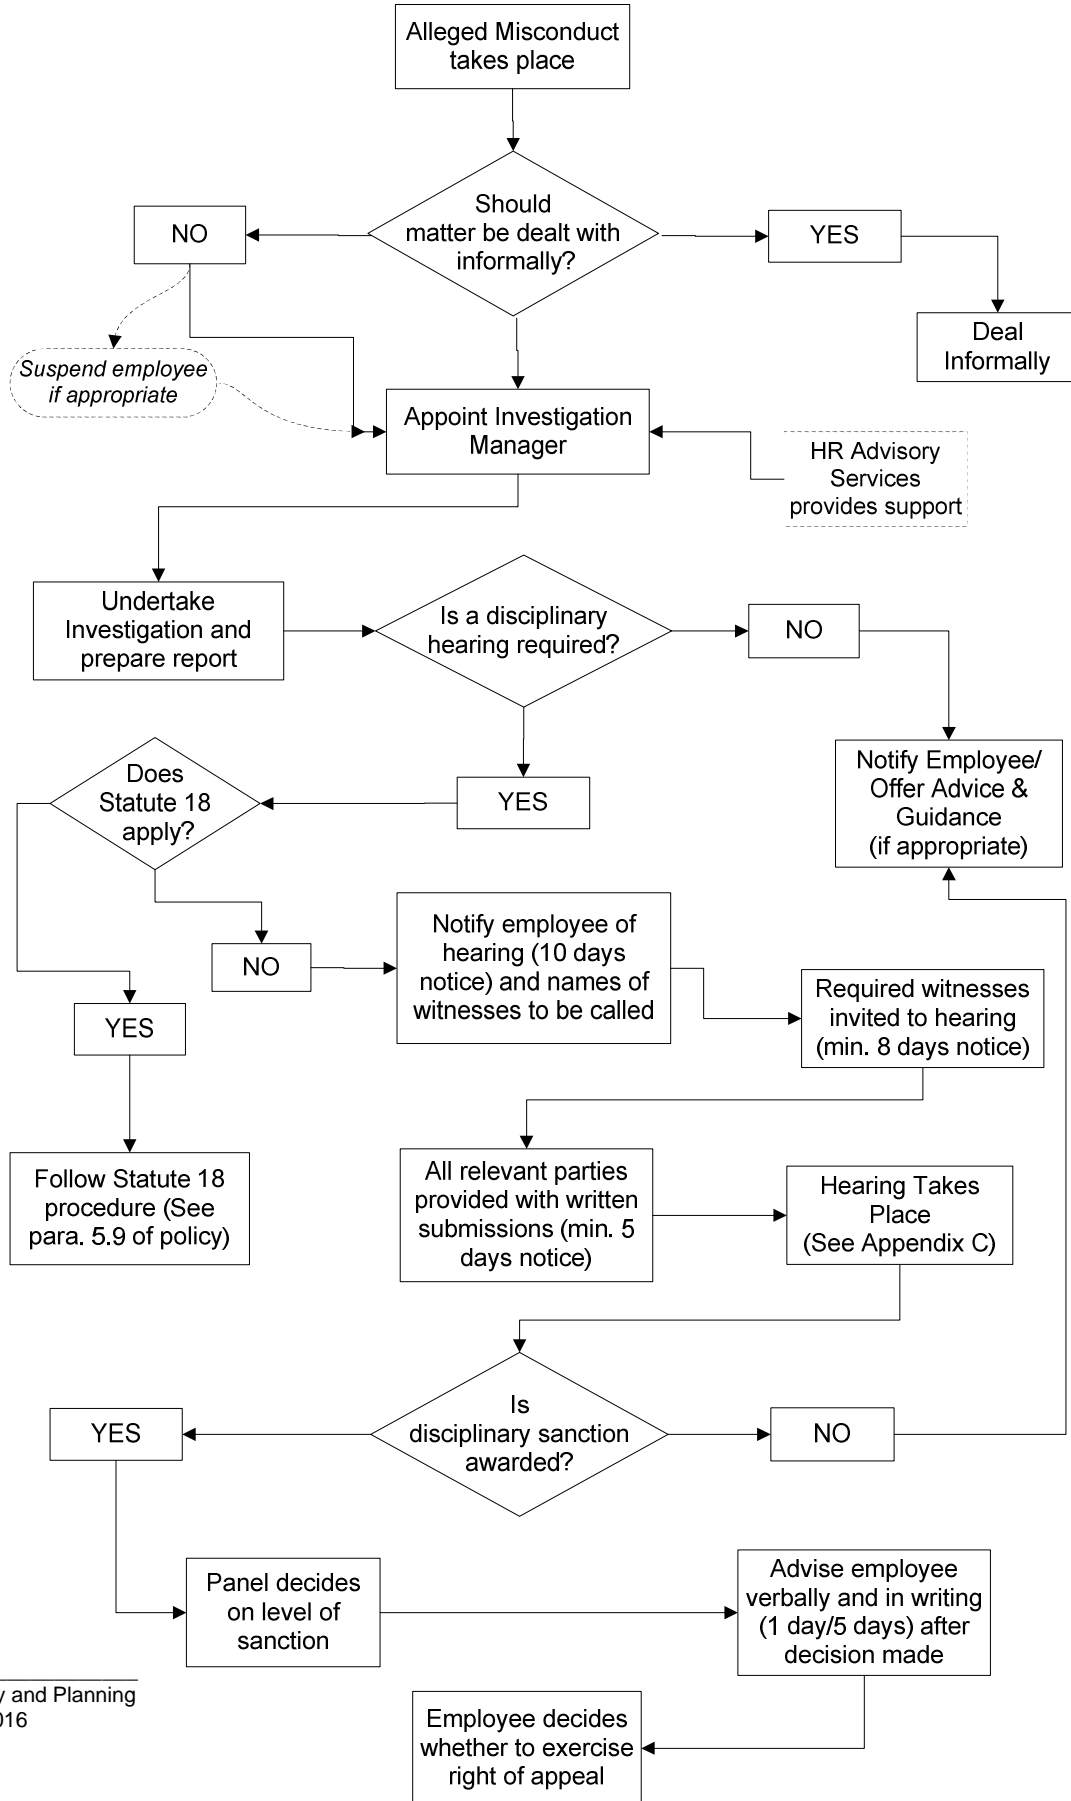 Alleged Misconduct
takes place
Should
matter be dealt with
informally?
NO
YES
Deal
Informally
Suspend employee
if appropriate
Appoint Investigation
Manager
HR Advisory
Services
provides support
Undertake
Investigation and
prepare report
Is a disciplinary
hearing required?
NO
YES
Notify Employee/
Offer Advice &
Guidance
(if appropriate)
Does
Statute 18
apply?
NO
YES
Notify employee of
hearing (10 days
notice) and names of
witnesses to be called
Required witnesses
invited to hearing
(min. 8 days notice)
Follow Statute 18
procedure (See
para. 5.9 of policy)
All relevant parties
provided with written
submissions (min. 5
days notice)
Hearing Takes
Place
(See Appendix C)
Is
disciplinary sanction
awarded?
YES
NO
Panel decides
on level of
sanction
Advise employee
verbally and in writing
(1 day/5 days) after
decision made
Employee decides
whether to exercise
right of appeal
y and Planning
016